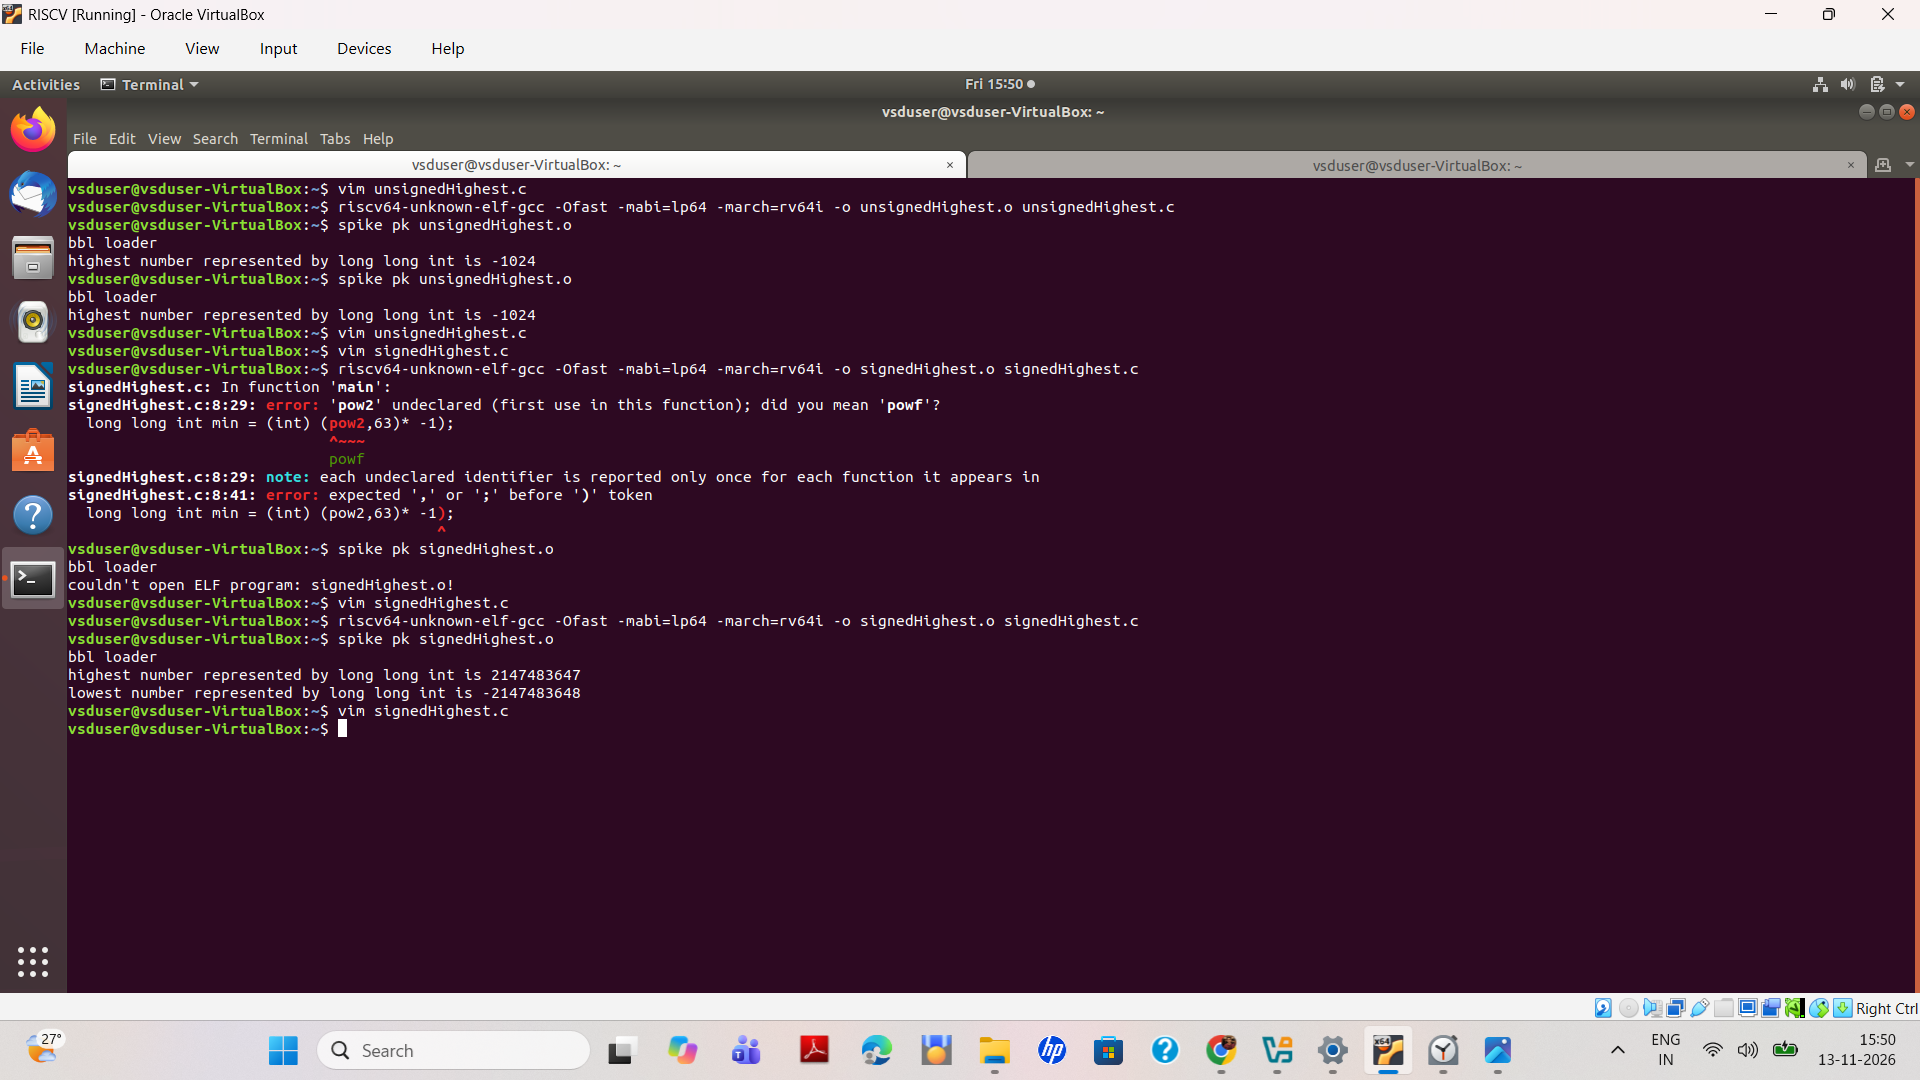 RISCV [Running] - Oracle VirtualBox
File Machine View Input Devices Help
Activities Terminal Fri 15:50
vsduser@vsduser-VirtualBox: ~
File Edit View Search Terminal Tabs Help
vsduser@vsduser-VirtualBox: ~ × vsduser@vsduser-VirtualBox: ~ ×
vsduser@vsduser-VirtualBox:~$ vim unsignedHighest.c
vsduser@vsduser-VirtualBox:~$ riscv64-unknown-elf-gcc -Ofast -mabi=lp64 -march=rv64i -o unsignedHighest.o unsignedHighest.c
vsduser@vsduser-VirtualBox:~$ spike pk unsignedHighest.o
bbl loader
highest number represented by long long int is -1024
vsduser@vsduser-VirtualBox:~$ spike pk unsignedHighest.o
bbl loader
highest number represented by long long int is -1024
vsduser@vsduser-VirtualBox:~$ vim unsignedHighest.c
vsduser@vsduser-VirtualBox:~$ vim signedHighest.c
vsduser@vsduser-VirtualBox:~$ riscv64-unknown-elf-gcc -Ofast -mabi=lp64 -march=rv64i -o signedHighest.o signedHighest.c
signedHighest.c: In function 'main':
signedHighest.c:8:29: error: 'pow2' undeclared (first use in this function); did you mean 'powf'?
  long long int min = (int) (pow2,63)* -1);
                             ^~~~
                             powf
signedHighest.c:8:29: note: each undeclared identifier is reported only once for each function it appears in
signedHighest.c:8:41: error: expected ',' or ';' before ')' token
  long long int min = (int) (pow2,63)* -1);
                                         ^
vsduser@vsduser-VirtualBox:~$ spike pk signedHighest.o
bbl loader
couldn't open ELF program: signedHighest.o!
vsduser@vsduser-VirtualBox:~$ vim signedHighest.c
vsduser@vsduser-VirtualBox:~$ riscv64-unknown-elf-gcc -Ofast -mabi=lp64 -march=rv64i -o signedHighest.o signedHighest.c
vsduser@vsduser-VirtualBox:~$ spike pk signedHighest.o
bbl loader
highest number represented by long long int is 2147483647
lowest number represented by long long int is -2147483648
vsduser@vsduser-VirtualBox:~$ vim signedHighest.c
vsduser@vsduser-VirtualBox:~$
Right Ctrl
27°
Search
ENG
IN
15:50
13-11-2026